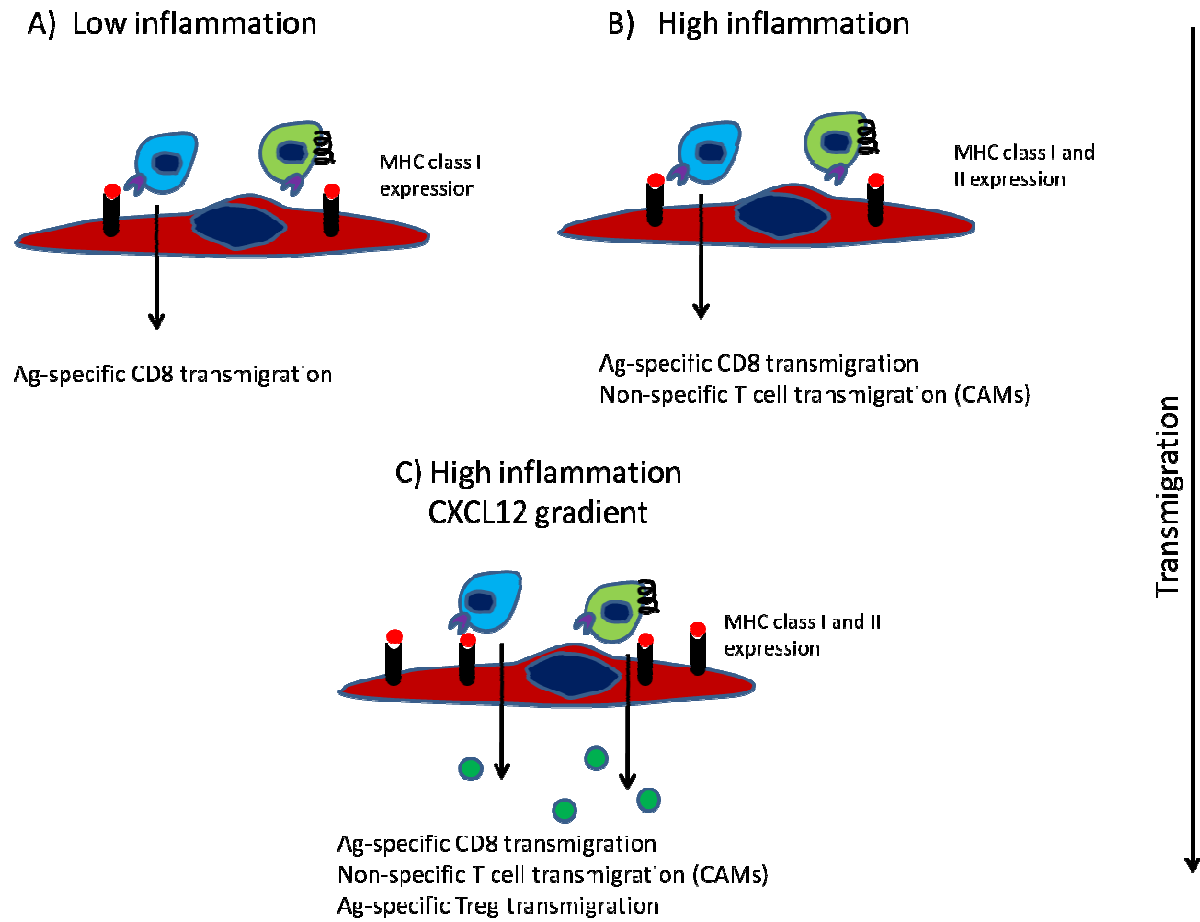 A) Low inflammation
B) High inflammation
MHC class I
expression
MHC class I and
II expression
Ag-specific CD8 transmigration
Ag-specific CD8 transmigration
Non-specific T cell transmigration (CAMs)
C) High inflammation
CXCL12 gradient
MHC class I and II
expression
Ag-specific CD8 transmigration
Non-specific T cell transmigration (CAMs)
Ag-specific Treg transmigration
Transmigration